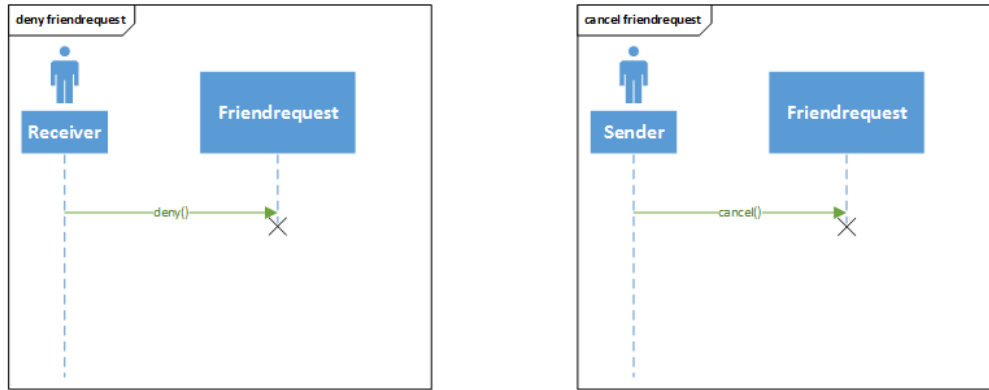 deny friendrequest
Receiver
Friendrequest
deny()
cancel friendrequest
Sender
Friendrequest
cancel()